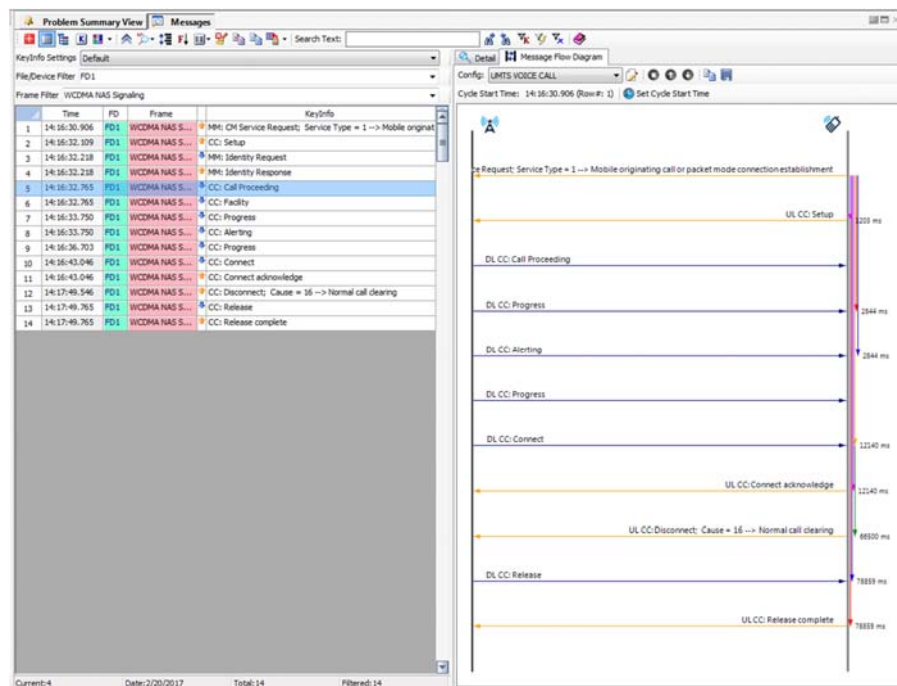 Problem Summary View Messages
Search Text:
KeyInfo Settings Default
File/Device Filter FD1
Frame Filter WCDMA NAS Signaling
Time FD Frame KeyInfo
1 14:16:30.906 FD1 WCDMA NAS S... MM: CM Service Request; Service Type = 1 --> Mobile originat
2 14:16:32.109 FD1 WCDMA NAS S... CC: Setup
3 14:16:32.218 FD1 WCDMA NAS S... MM: Identity Request
4 14:16:32.218 FD1 WCDMA NAS S... MM: Identity Response
5 14:16:32.765 FD1 WCDMA NAS S... CC: Call Proceeding
6 14:16:32.765 FD1 WCDMA NAS S... CC: Facility
7 14:16:33.750 FD1 WCDMA NAS S... CC: Progress
8 14:16:33.750 FD1 WCDMA NAS S... CC: Alerting
9 14:16:36.703 FD1 WCDMA NAS S... CC: Progress
10 14:16:43.046 FD1 WCDMA NAS S... CC: Connect
11 14:16:43.046 FD1 WCDMA NAS S... CC: Connect acknowledge
12 14:17:49.546 FD1 WCDMA NAS S... CC: Disconnect; Cause = 16 --> Normal call clearing
13 14:17:49.765 FD1 WCDMA NAS S... CC: Release
14 14:17:49.765 FD1 WCDMA NAS S... CC: Release complete
Current:4 Date:2/20/2017 Total:14 Filtered:14
Detail Message Flow Diagram
Config: UMTS VOICE CALL
Cycle Start Time: 14:16:30.906 (Row#: 1) Set Cycle Start Time
e Request; Service Type = 1 --> Mobile originating call or packet mode connection establishment
UL CC: Setup
1203 ms
DL CC: Call Proceeding
DL CC: Progress
2844 ms
DL CC: Alerting
2844 ms
DL CC: Progress
DL CC: Connect
12140 ms
UL CC:Connect acknowledge
12140 ms
UL CC:Disconnect; Cause = 16 --> Normal call clearing
66500 ms
DL CC: Release
78859 ms
UL CC: Release complete
78859 ms